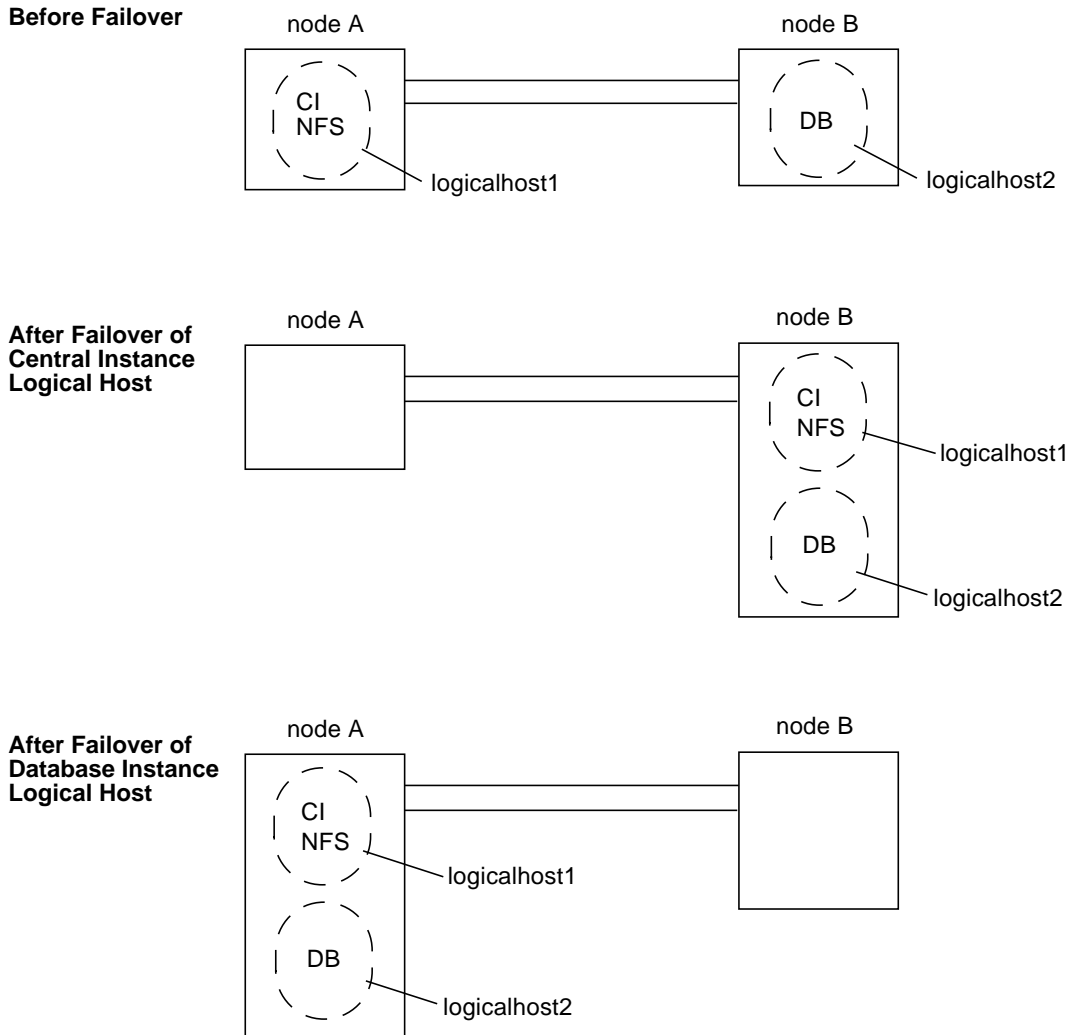 Before Failover
node A
node B
CI
NFS
DB
logicalhost1
logicalhost2
After Failover of
Central Instance
Logical Host
node A
node B
CI
NFS
logicalhost1
DB
logicalhost2
After Failover of
Database Instance
Logical Host
node A
node B
CI
NFS
logicalhost1
DB
logicalhost2